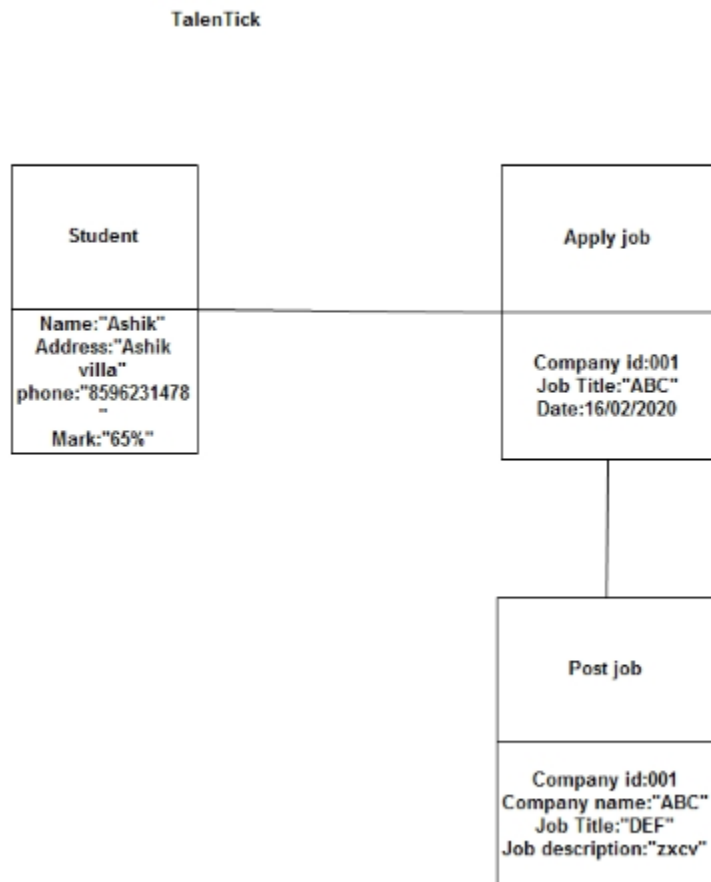 TalenTick
Student
Name:"Ashik"
Address:"Ashik
villa"
phone:"8596231478
"
Mark:"65%"
Apply job
Company id:001
Job Title:"ABC"
Date:16/02/2020
Post job
Company id:001
Company name:"ABC"
Job Title:"DEF"
Job description:"zxcv"